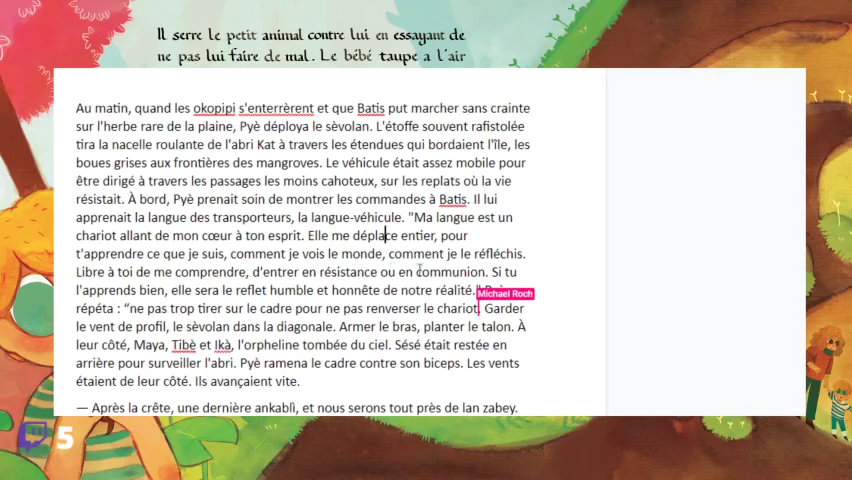 Il serre le petit animal contre lui en essayant de
ne pas lui faire de mal. Le bébé taupe a l'air
Au matin, quand les okopipi s'enterrèrent et que Batis put marcher sans crainte
sur l'herbe rare de la plaine, Pyè déploya le sèvolan. L'étoffe souvent rafistolée
tira la nacelle roulante de l'abri Kat à travers les étendues qui bordaient l'île, les
boues grises aux frontières des mangroves. Le véhicule était assez mobile pour
être dirigé à travers les passages les moins cahoteux, sur les replats où la vie
résistait. À bord, Pyè prenait soin de montrer les commandes à Batis. Il lui
apprenait la langue des transporteurs, la langue-véhicule. "Ma langue est un
chariot allant de mon cœur à ton esprit. Elle me déplace entier, pour
t'apprendre ce que je suis, comment je vois le monde, comment je le réfléchis.
Libre à toi de me comprendre, d'entrer en résistance ou en communion. Si tu
l'apprends bien, elle sera le reflet humble et honnête de notre réalité."
Michael Roch
répéta : “ne pas trop tirer sur le cadre pour ne pas renverser le chariot. Garder
le vent de profil, le sèvolan dans la diagonale. Armer le bras, planter le talon. À
leur côté, Maya, Tibè et Ikà, l'orpheline tombée du ciel. Sésé était restée en
arrière pour surveiller l'abri. Pyè ramena le cadre contre son biceps. Les vents
étaient de leur côté. Ils avançaient vite.
— Après la crête, une dernière ankablì, et nous serons tout près de lan zabey.
5